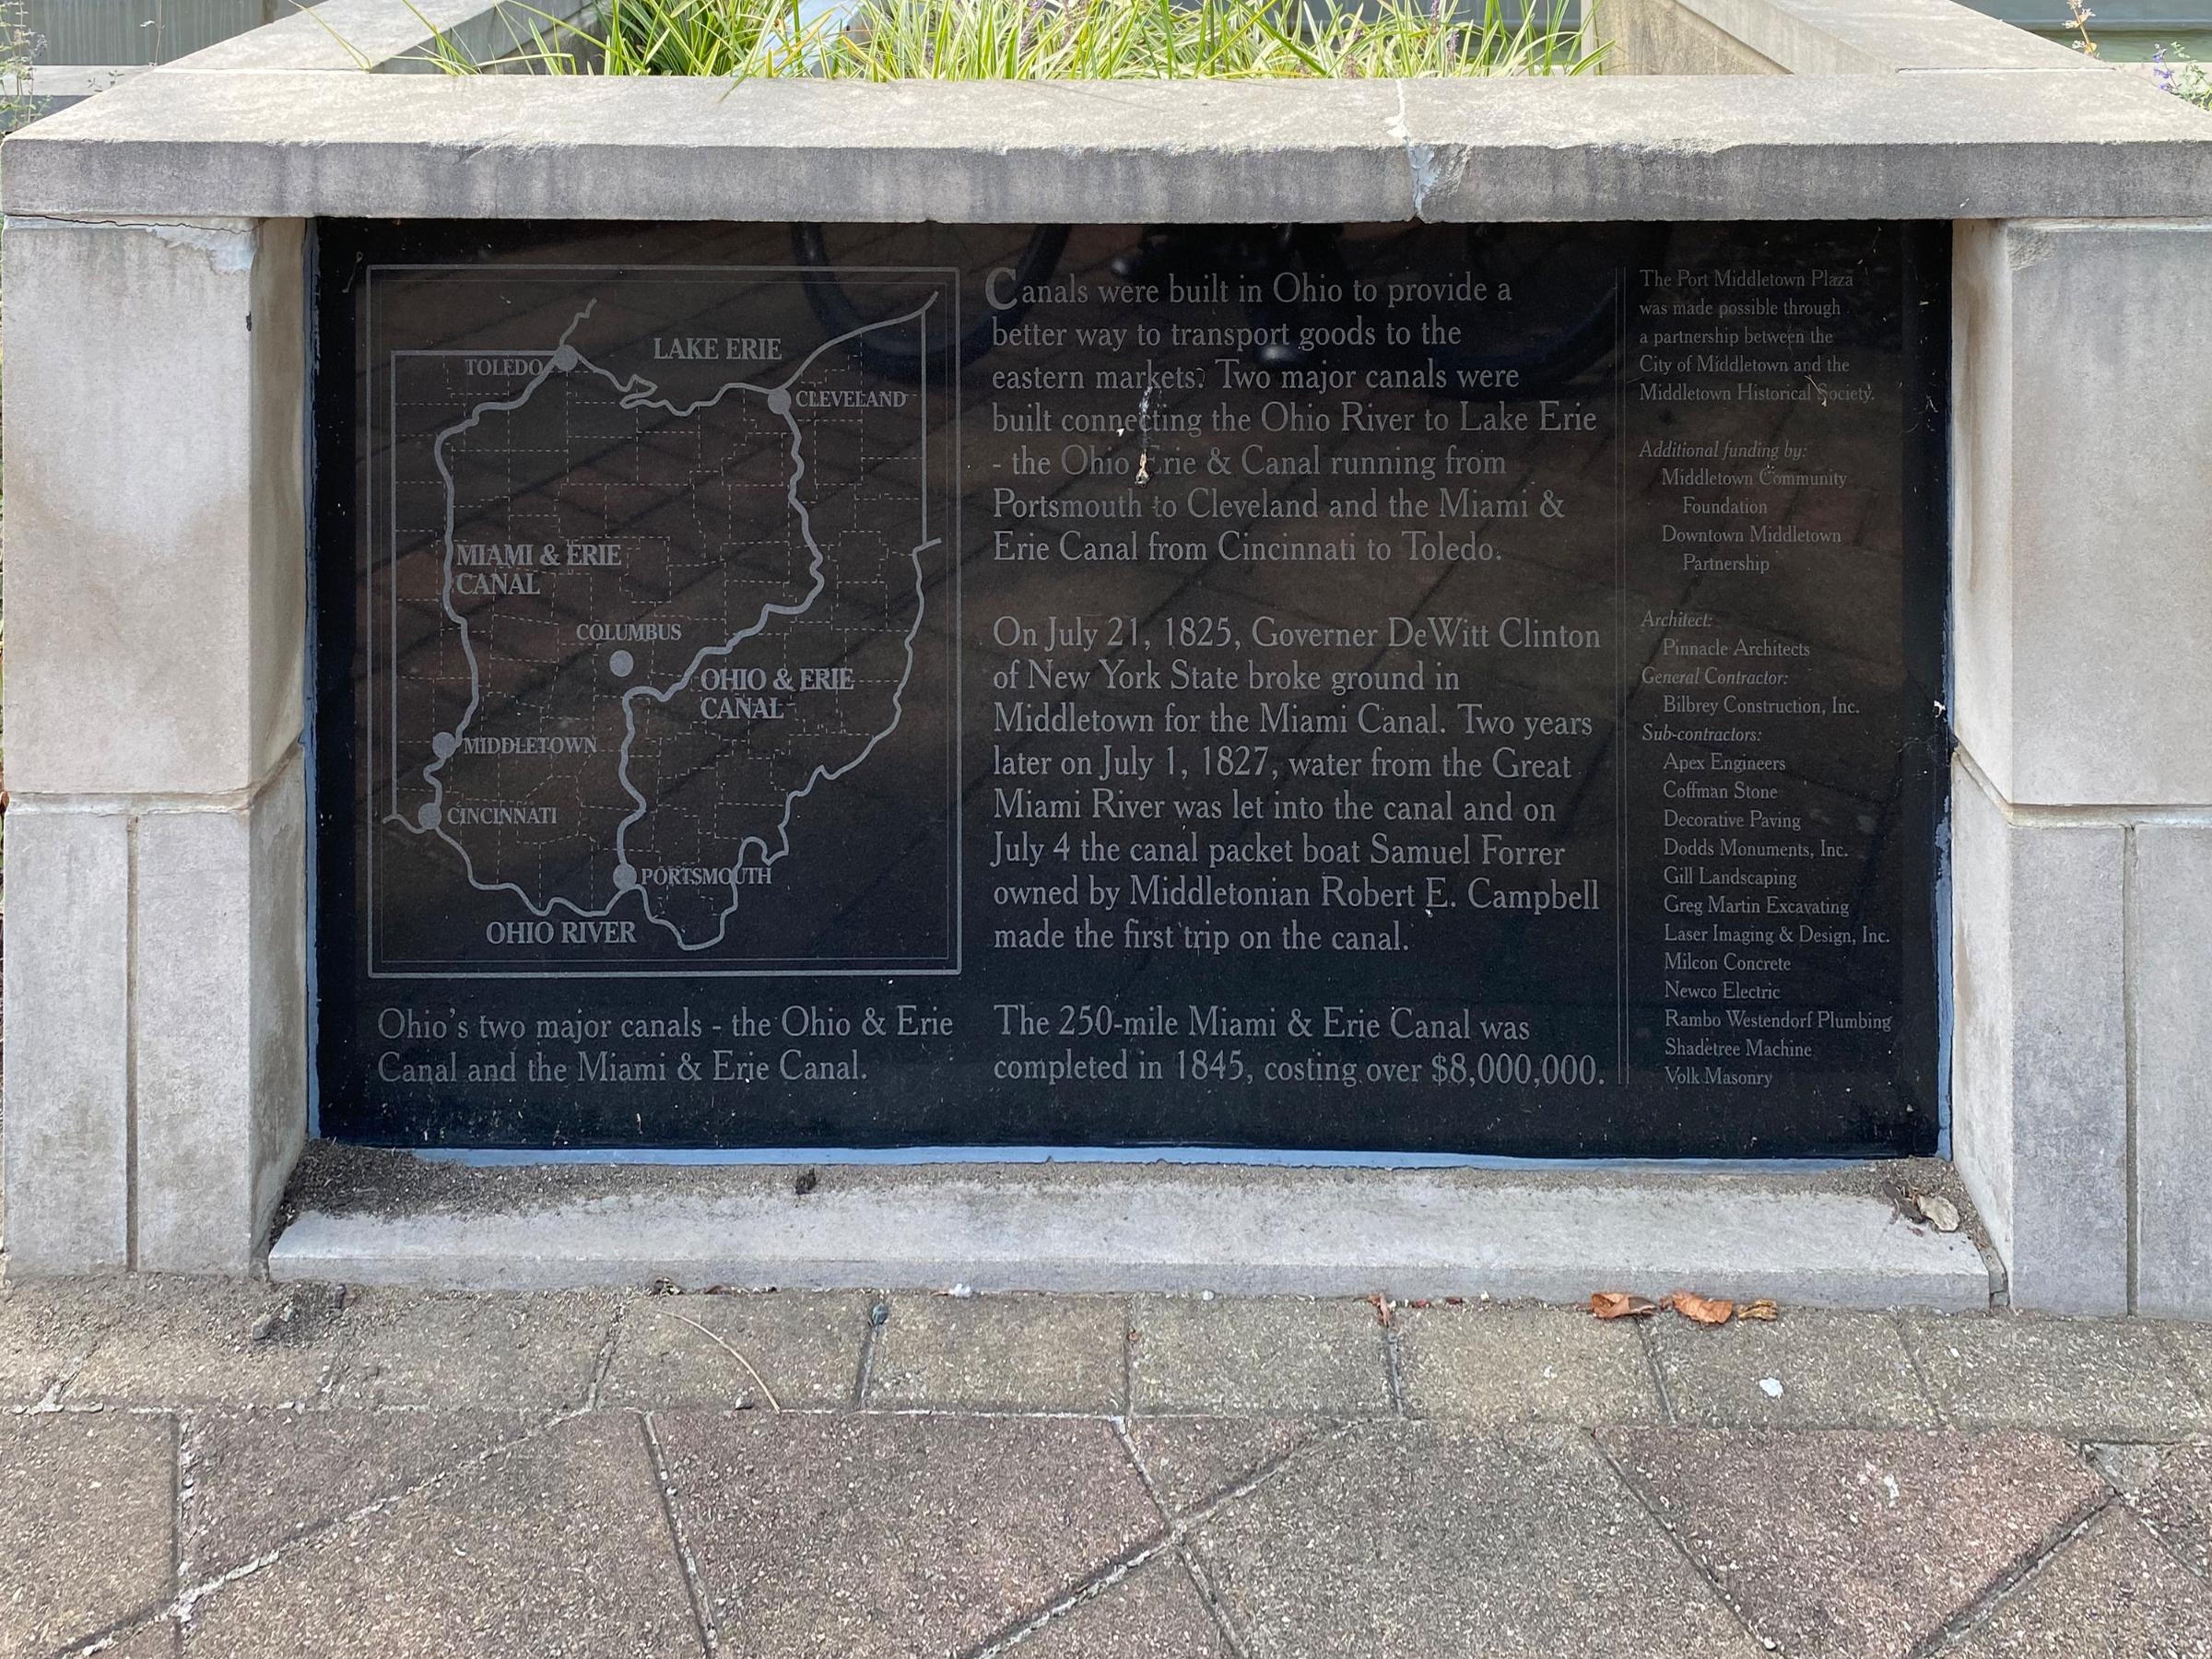 LAKE ERIE
TOLEDO
CLEVELAND
MIAMI & ERIE
CANAL
COLUMBUS
OHIO & ERIE
CANAL
MIDDLETOWN
CINCINNATI
PORTSMOUTH
OHIO RIVER
Ohio's two major canals - the Ohio & Erie
Canal and the Miami & Erie Canal.
Canals were built in Ohio to provide a
better way to transport goods to the
eastern markets. Two major canals were
built connecting the Ohio River to Lake Erie
- the Ohio Erie & Canal running from
Portsmouth to Cleveland and the Miami &
Erie Canal from Cincinnati to Toledo.
On July 21, 1825, Governer DeWitt Clinton
of New York State broke ground in
Middletown for the Miami Canal. Two years
later on July 1, 1827, water from the Great
Miami River was let into the canal and on
July 4 the canal packet boat Samuel Forrer
owned by Middletonian Robert E. Campbell
made the first trip on the canal.
The 250-mile Miami & Erie Canal was
completed in 1845, costing over $8,000,000.
The Port Middletown Plaza
was made possible through
a partnership between the
City of Middletown and the
Middletown Historical Society.
Additional funding by:
Middletown Community
Foundation
Downtown Middletown
Partnership
Architect:
Pinnacle Architects
General Contractor:
Bilbrey Construction, Inc.
Sub-contractors:
Apex Engineers
Coffman Stone
Decorative Paving
Dodds Monuments, Inc.
Gill Landscaping
Greg Martin Excavating
Laser Imaging & Design, Inc.
Milcon Concrete
Newco Electric
Rambo Westendorf Plumbing
Shadetree Machine
Volk Masonry